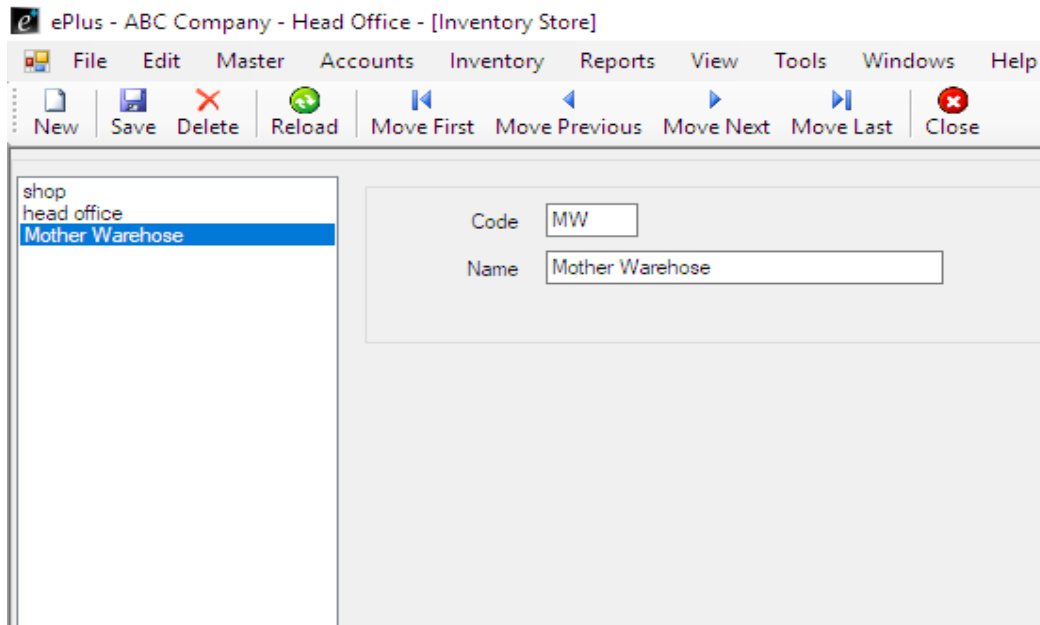 ePlus - ABC Company - Head Office - [Inventory Store]
File Edit Master Accounts Inventory Reports View Tools Windows Help
New Save Delete Reload Move First Move Previous Move Next Move Last Close
shop
head office
Mother Warehose
Code MW
Name Mother Warehose